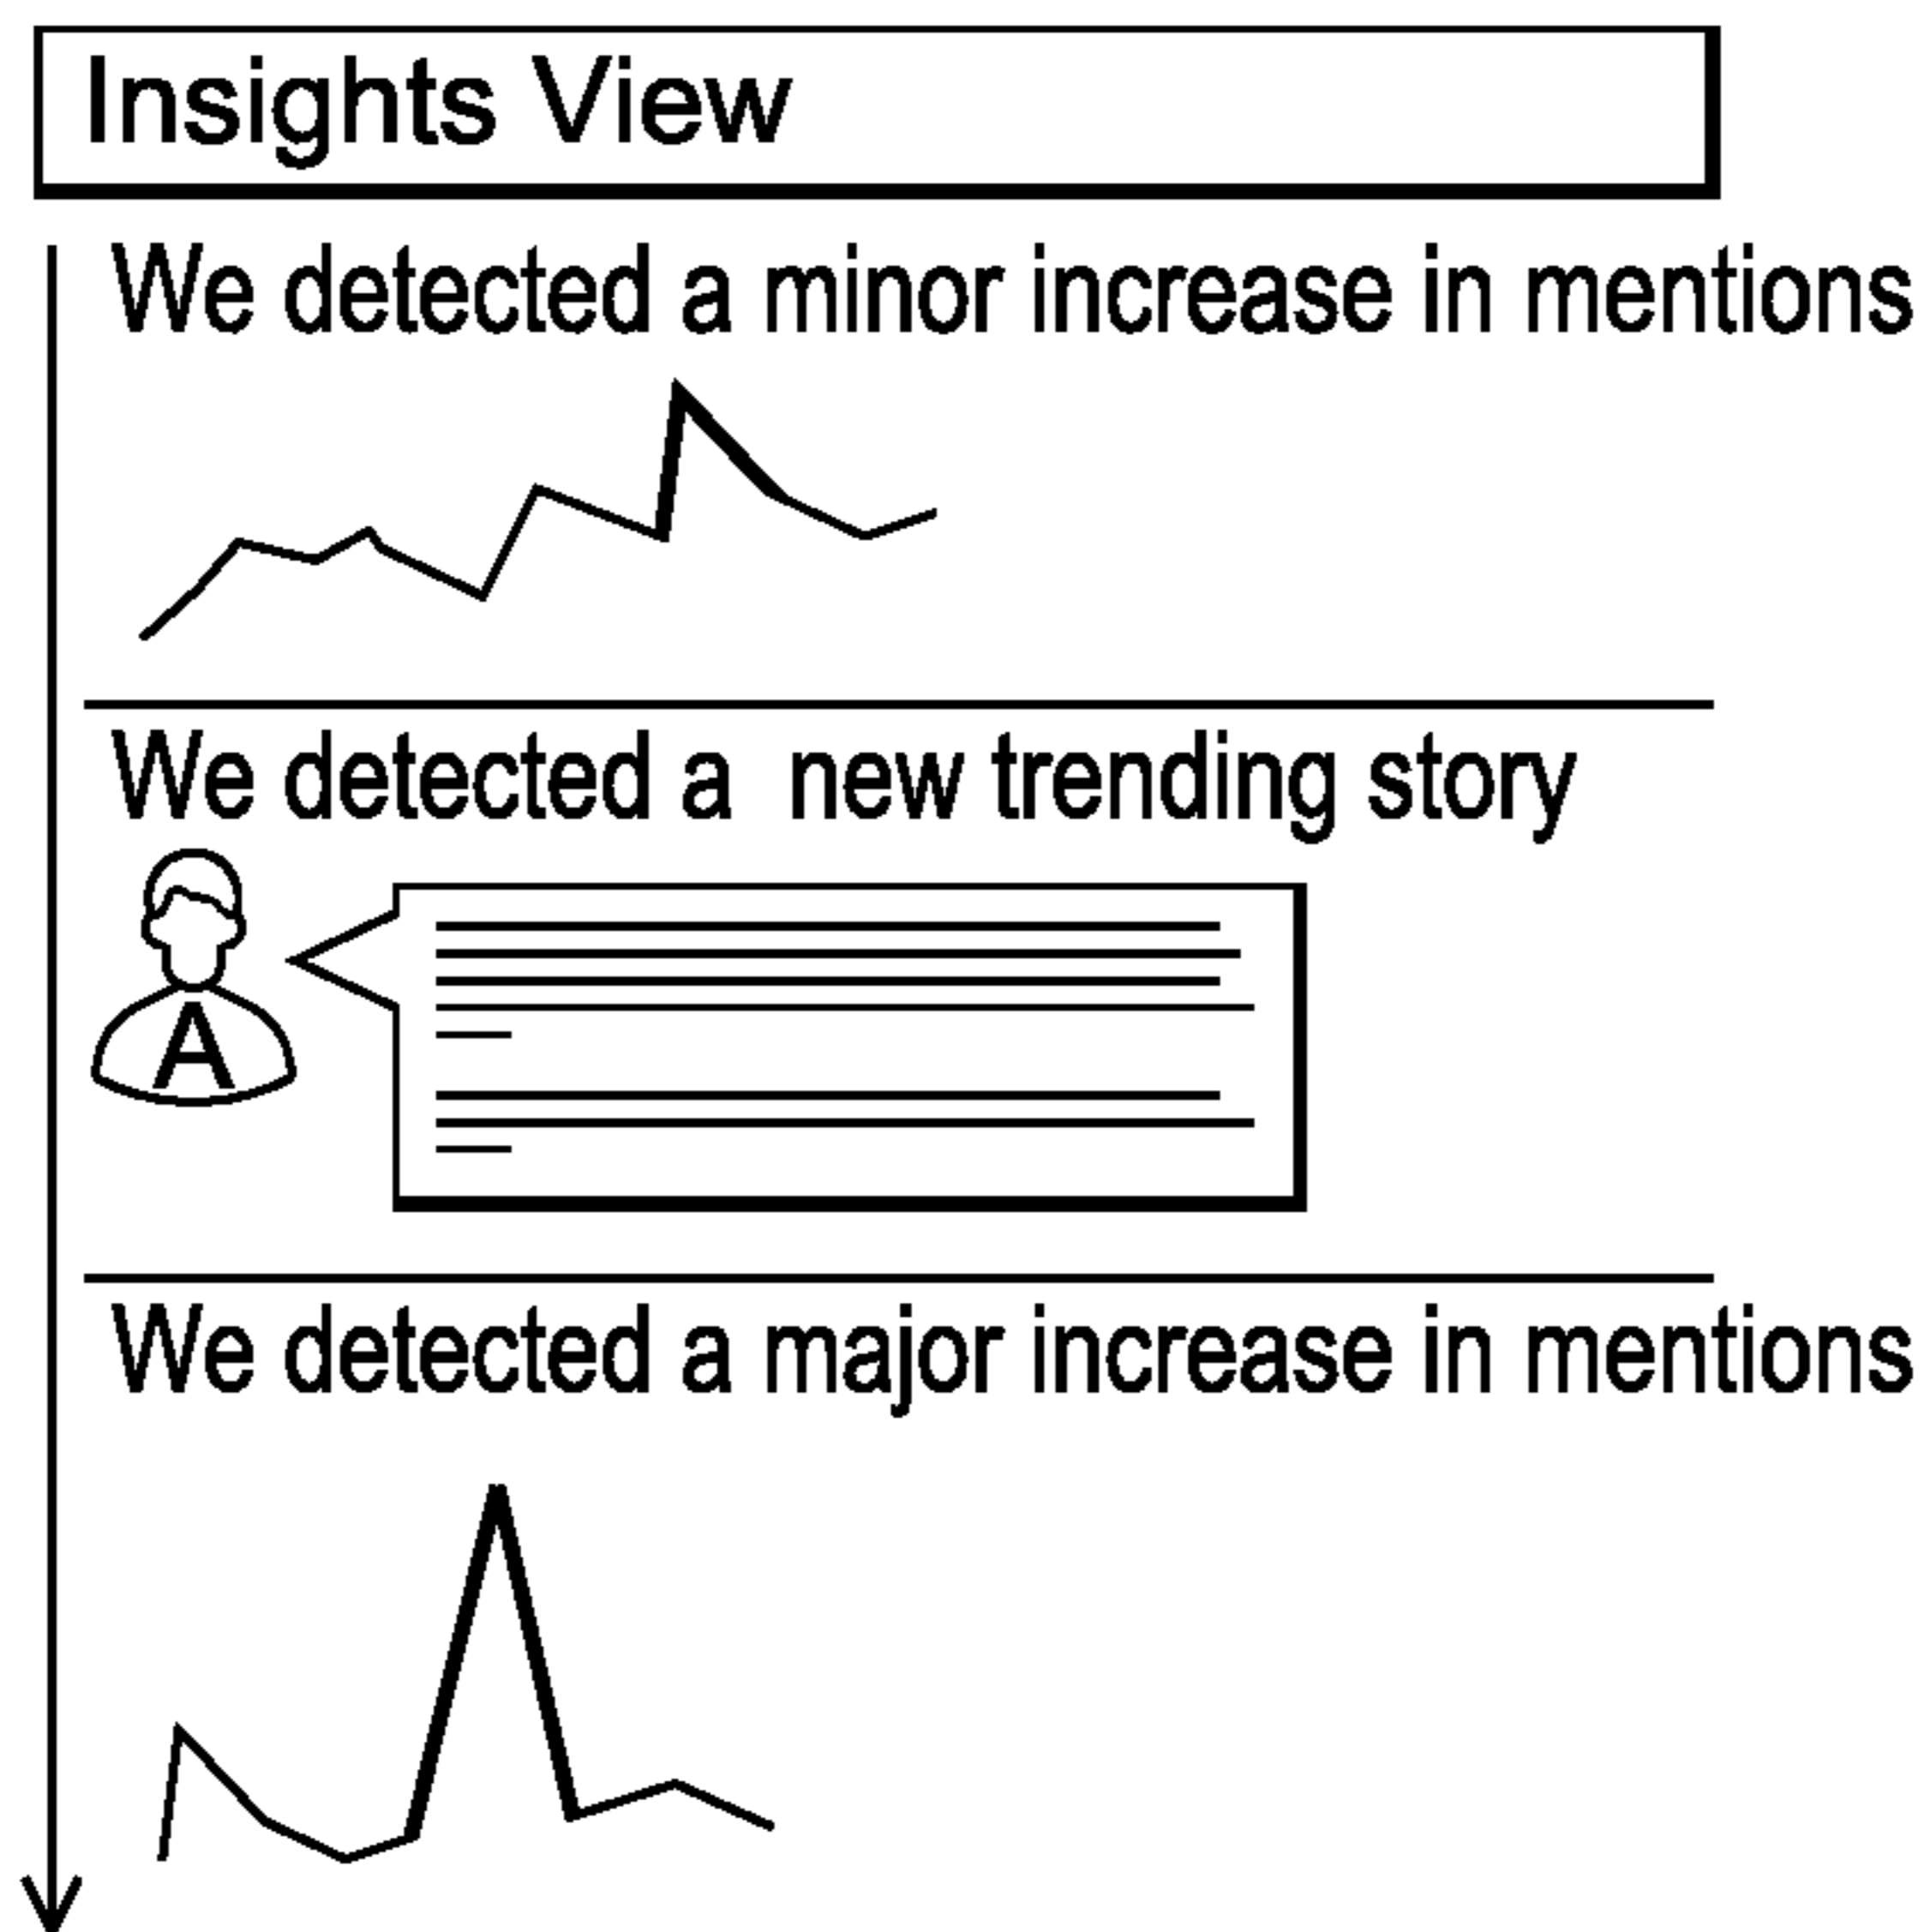 Insights View
We detected a minor increase in mentions
We detected a new trending story
A
We detected a major increase in mentions